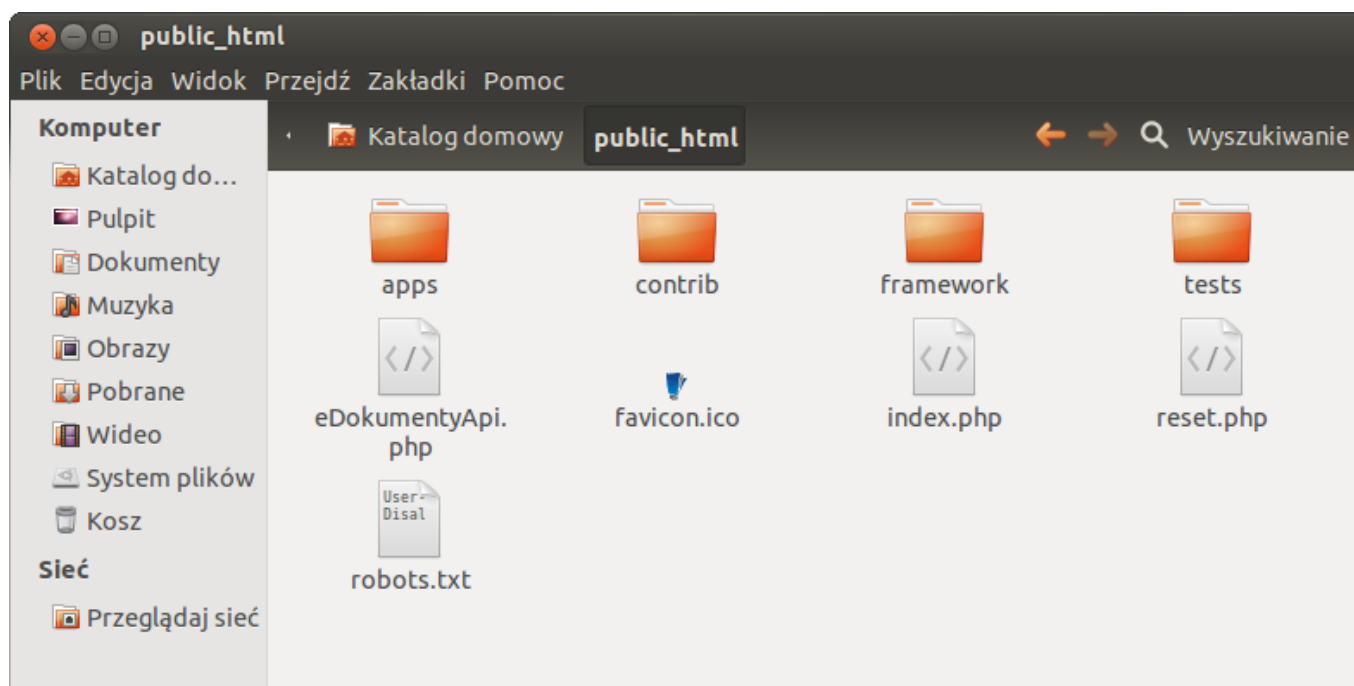 public_html
Plik Edycja Widok Przejdź Zakładki Pomoc
Komputer
Katalog do...
Pulpit
Dokumenty
Muzyka
Obrazy
Pobrane
Wideo
System plików
Kosz
Sieć
Przeglądaj sieć
Katalog domowy public_html Wyszukiwanie
apps contrib framework tests
eDokumentyApi. favicon.ico index.php reset.php
php
User-
Disal
robots.txt